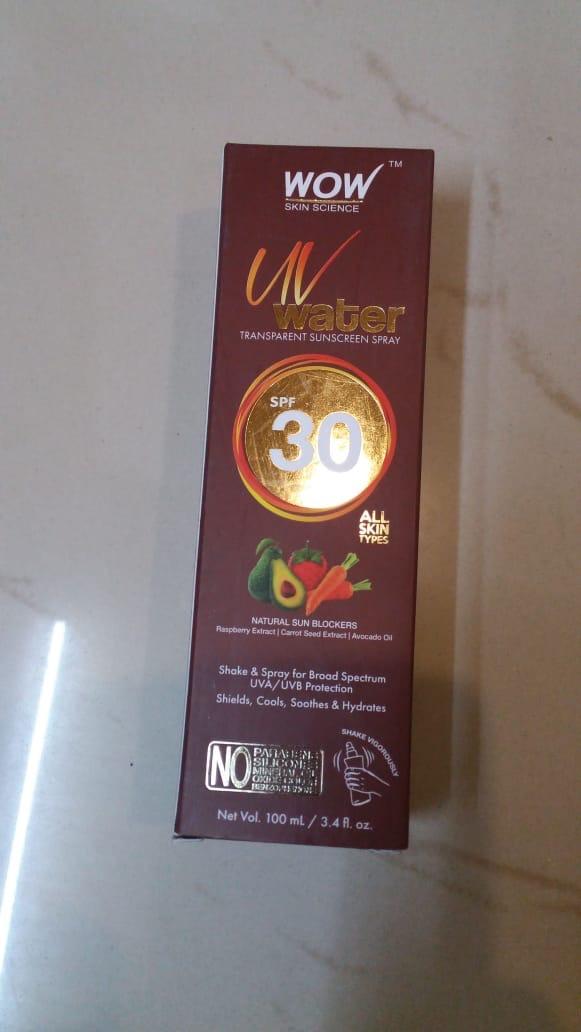 WOW™
SKIN SCIENCE
UV
water
TRANSPARENT SUNSCREEN SPRAY
SPF
30
ALL
SKIN
TYPES
NATURAL SUN BLOCKERS
Raspberry Extract | Carrot Seed Extract | Avocado Oil
Shake & Spray for Broad Spectrum
UVA/UVB Protection
Shields, Cools, Soothes & Hydrates
NO
PARABENS
SILICONES
MINERAL OIL
OXIDE COLOR
SHAKE VIGOROUSLY
Net Vol. 100 mL / 3.4 fl. oz.